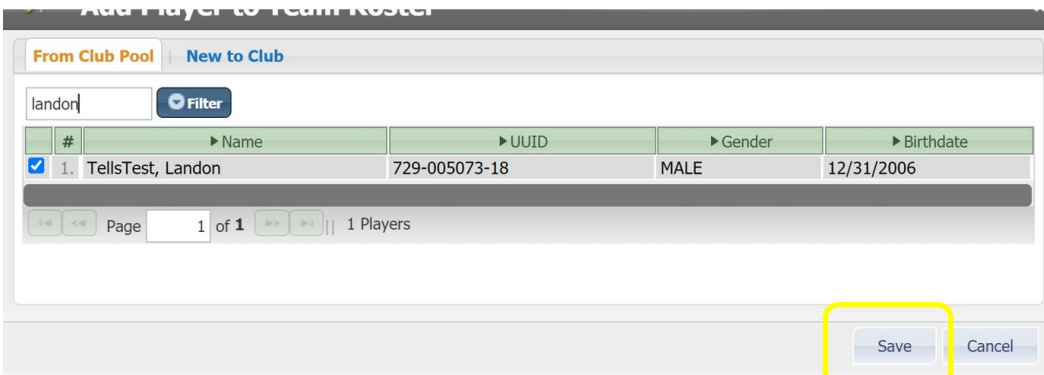 Add Player to Team Roster
From Club Pool | New to Club
landon Filter
# Name UUID Gender Birthdate
1. TellsTest, Landon 729-005073-18 MALE 12/31/2006
Page 1 of 1 || 1 Players
Save Cancel